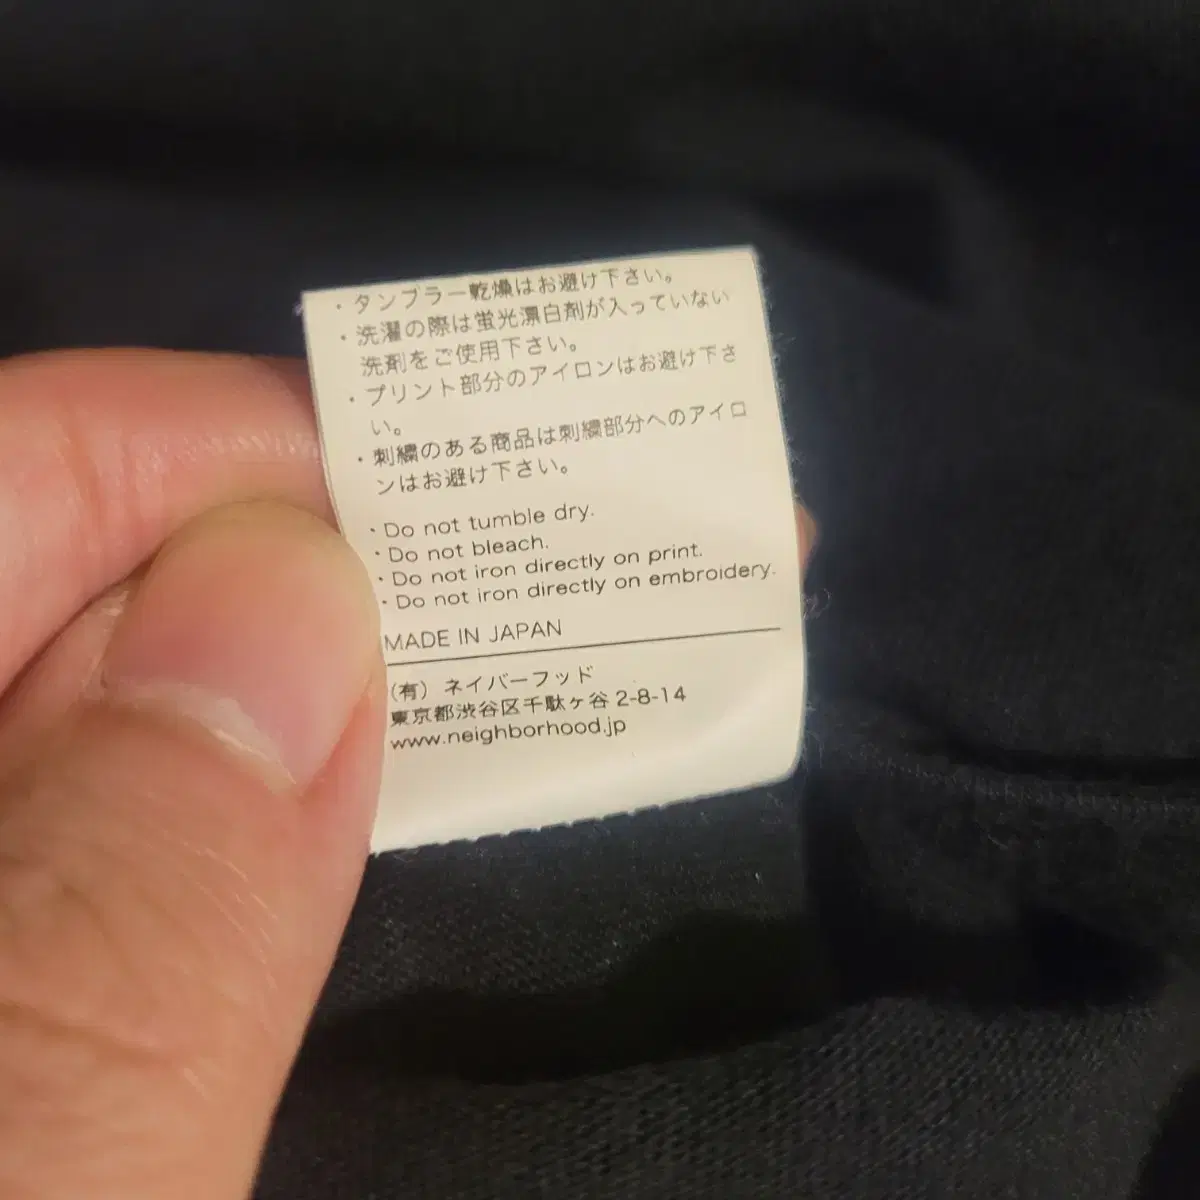 ・タンブラー乾燥はお避け下さい。
・洗濯の際は蛍光漂白剤が入っていない
洗剤をご使用下さい。
・プリント部分のアイロンはお避け下さ
い。
・刺繍のある商品は刺繍部分へのアイロ
ンはお避け下さい。
・Do not tumble dry.
・Do not bleach.
・Do not iron directly on print.
・Do not iron directly on embroidery.
MADE IN JAPAN
(有) ネイバーフッド
東京都渋谷区千駄ヶ谷 2-8-14
www.neighborhood.jp